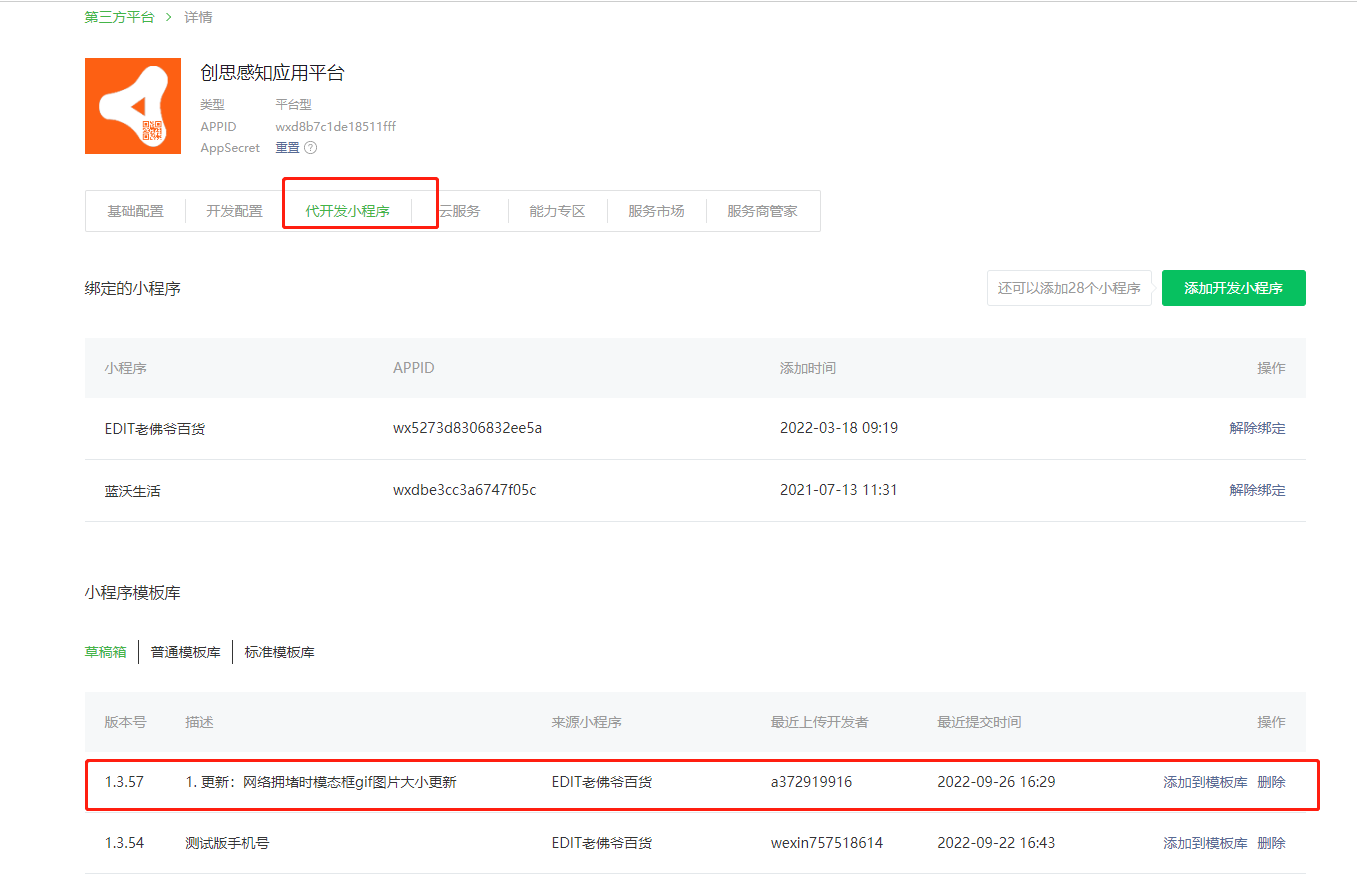 第三方平台 > 详情
创思感知应用平台
类型 平台型
APPID wxd8b7c1de18511fff
AppSecret 重置 ?
基础配置 开发配置 代开发小程序 云服务 能力专区 服务市场 服务商管家
绑定的小程序 还可以添加28个小程序 添加开发小程序
小程序 APPID 添加时间 操作
EDIT老佛爷百货 wx5273d8306832ee5a 2022-03-18 09:19 解除绑定
蓝沃生活 wxdbe3cc3a6747f05c 2021-07-13 11:31 解除绑定
小程序模板库
草稿箱 普通模板库 标准模板库
版本号 描述 来源小程序 最近上传开发者 最近提交时间 操作
1.3.57 1. 更新：网络拥堵时模态框gif图片大小更新 EDIT老佛爷百货 a372919916 2022-09-26 16:29 添加到模板库 删除
1.3.54 测试版手机号 EDIT老佛爷百货 wexin757518614 2022-09-22 16:43 添加到模板库 删除